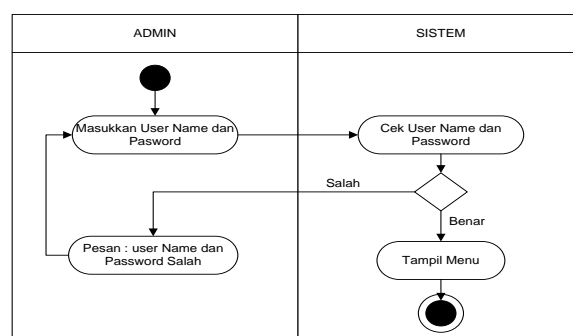 ADMIN
SISTEM
Masukkan User Name dan
Pasword
Cek User Name dan
Password
Salah
Benar
Pesan : user Name dan
Password Salah
Tampil Menu